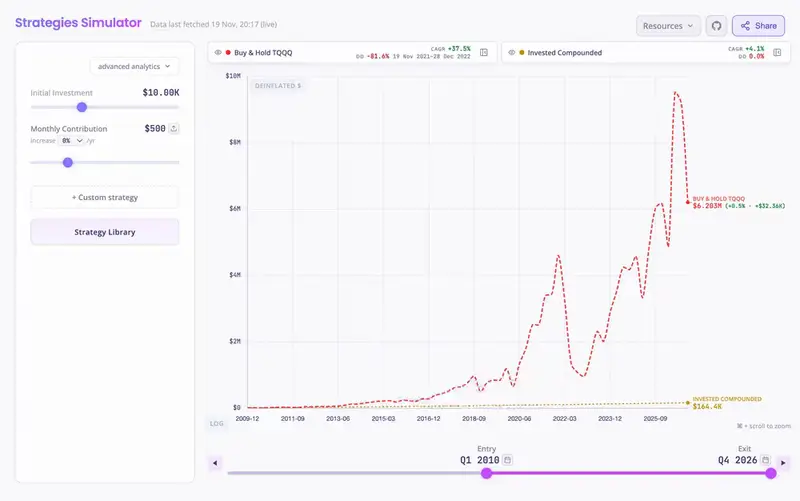 Strategies Simulator Data last fetched 19 Nov, 20:17 (live)
Resources
Share
advanced analytics
Initial Investment $10.00K
Monthly Contribution $500
increase 0% /yr
+ Custom strategy
Strategy Library
Buy & Hold TQQQ
CAGR +37.5%
DD -81.6% 19 Nov 2021-28 Dec 2022
Invested Compounded
CAGR +4.1%
DD 0.0%
DEINFLATED $
$10M
$8M
$6M
$4M
$2M
$0
BUY & HOLD TQQQ
$6.203M (+0.5% · +$32.36K)
INVESTED COMPOUNDED
$164.4K
2009-12 2011-09 2013-06 2015-03 2016-12 2018-09 2020-06 2022-03 2023-12 2025-09
LOG
⌘ + scroll to zoom
Entry
Q1 2010
Exit
Q4 2026